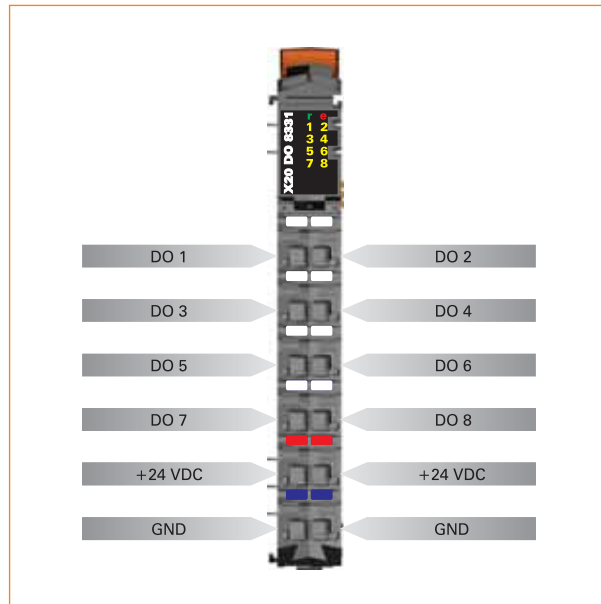 X20 DO 8331
r e
1 2
3 4
5 6
7 8
DO 1 DO 2
DO 3 DO 4
DO 5 DO 6
DO 7 DO 8
+24 VDC +24 VDC
GND GND